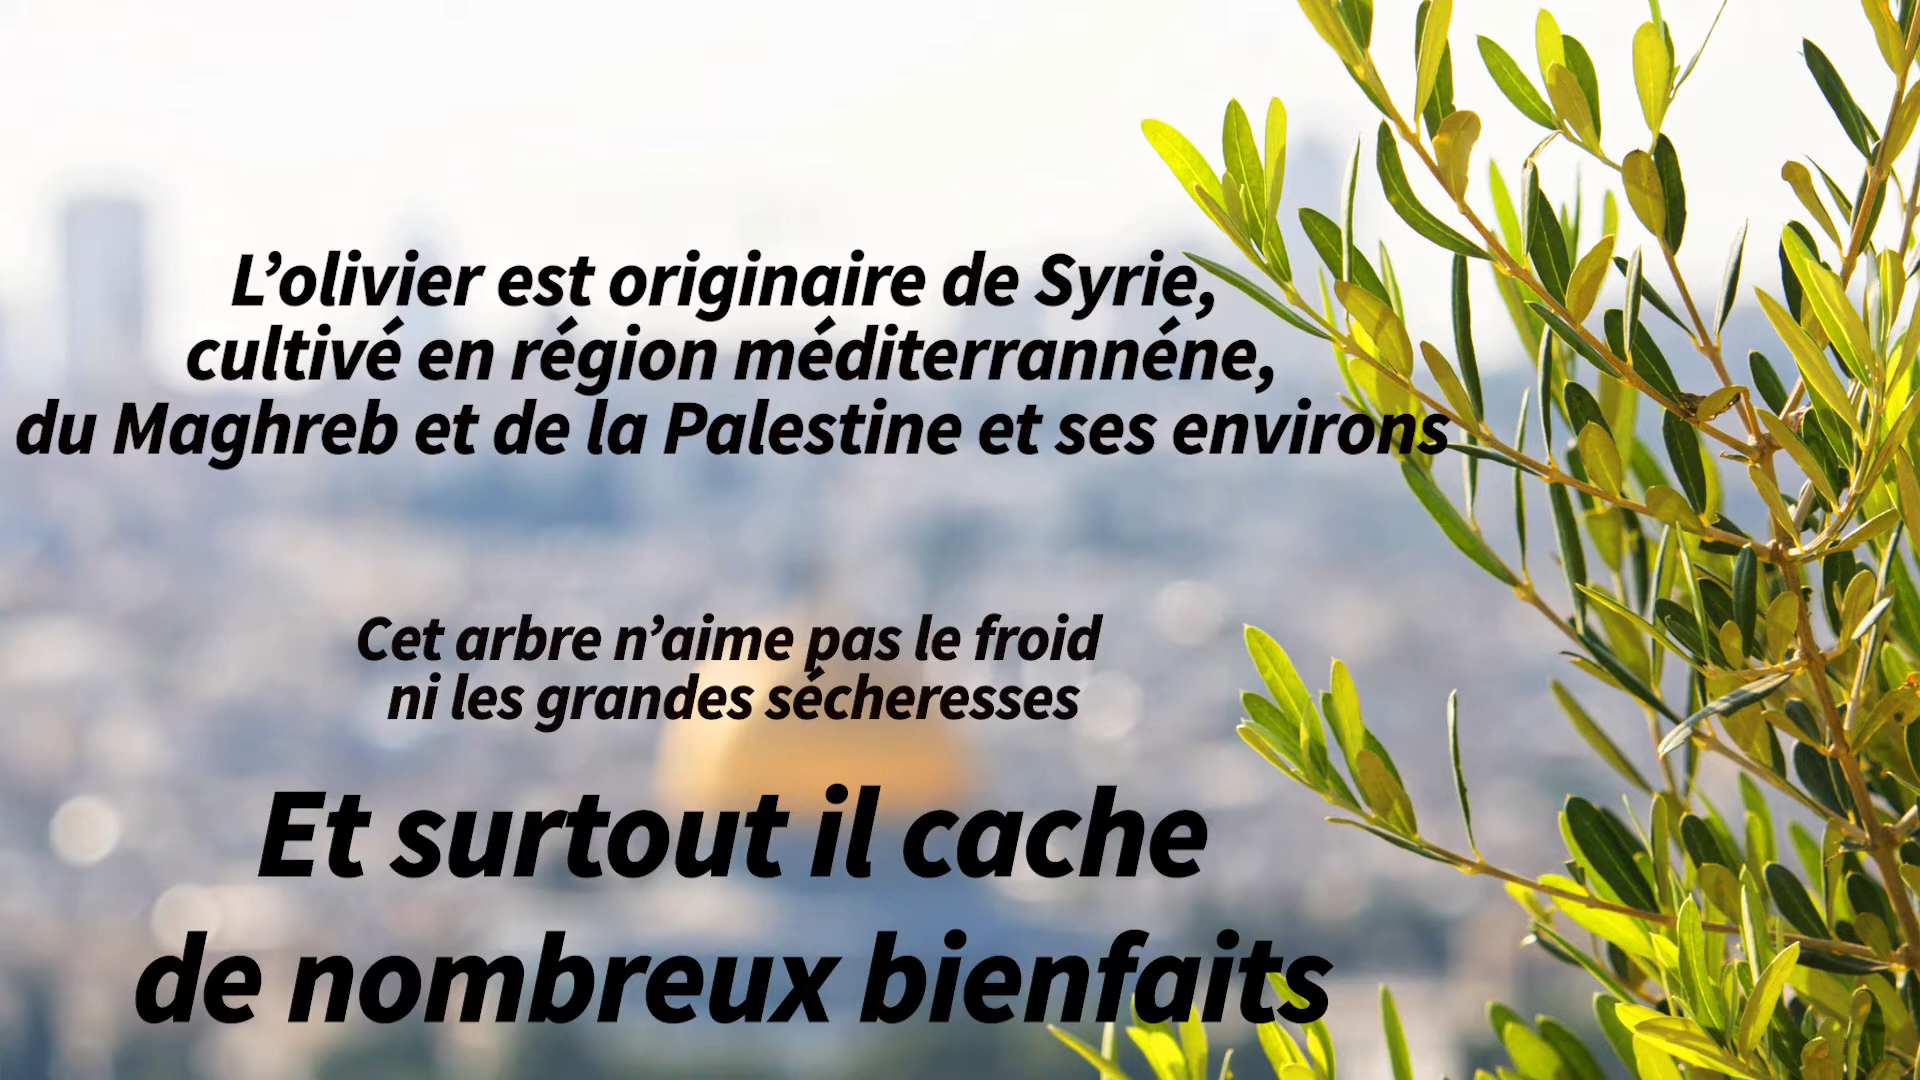 L’olivier est originaire de Syrie,
cultivé en région méditerrannéne,
du Maghreb et de la Palestine et ses environs
Cet arbre n’aime pas le froid
ni les grandes sécheresses
Et surtout il cache
de nombreux bienfaits